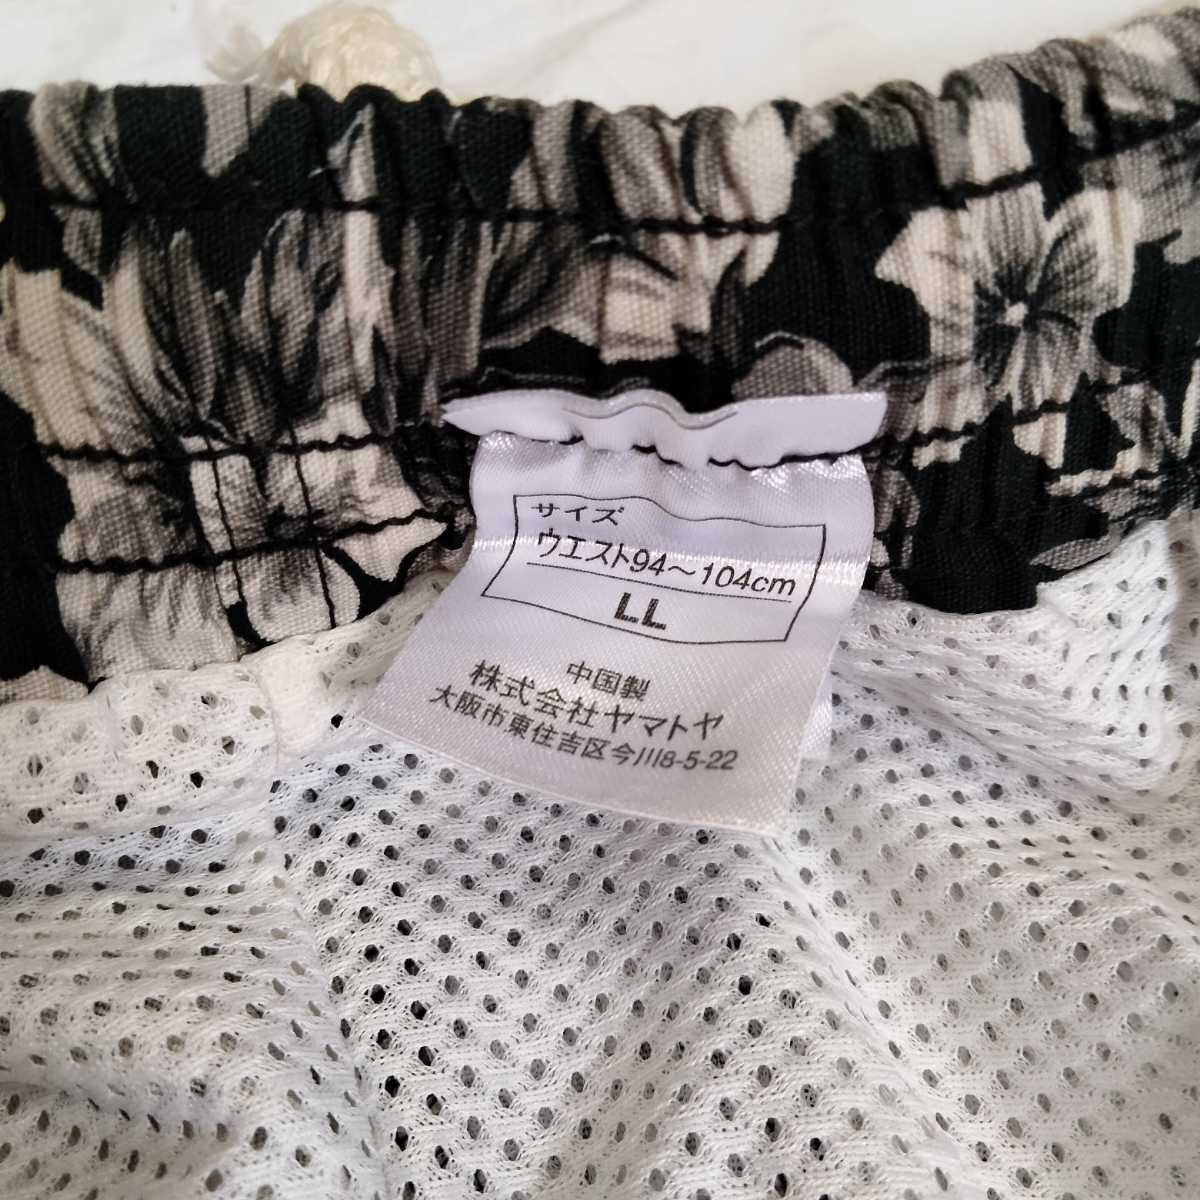 サイズ
ウエスト94～104cm
LL
中国製
株式会社ヤマトヤ
大阪市東住吉区今川8-5-22